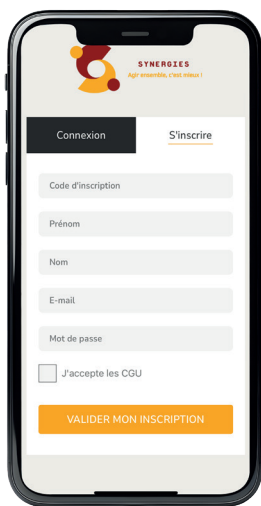 SYNERGIES
Agir ensemble, c'est mieux !
Connexion
S'inscrire
Code d'inscription
Prénom
Nom
E-mail
Mot de passe
J'accepte les CGU
VALIDER MON INSCRIPTION